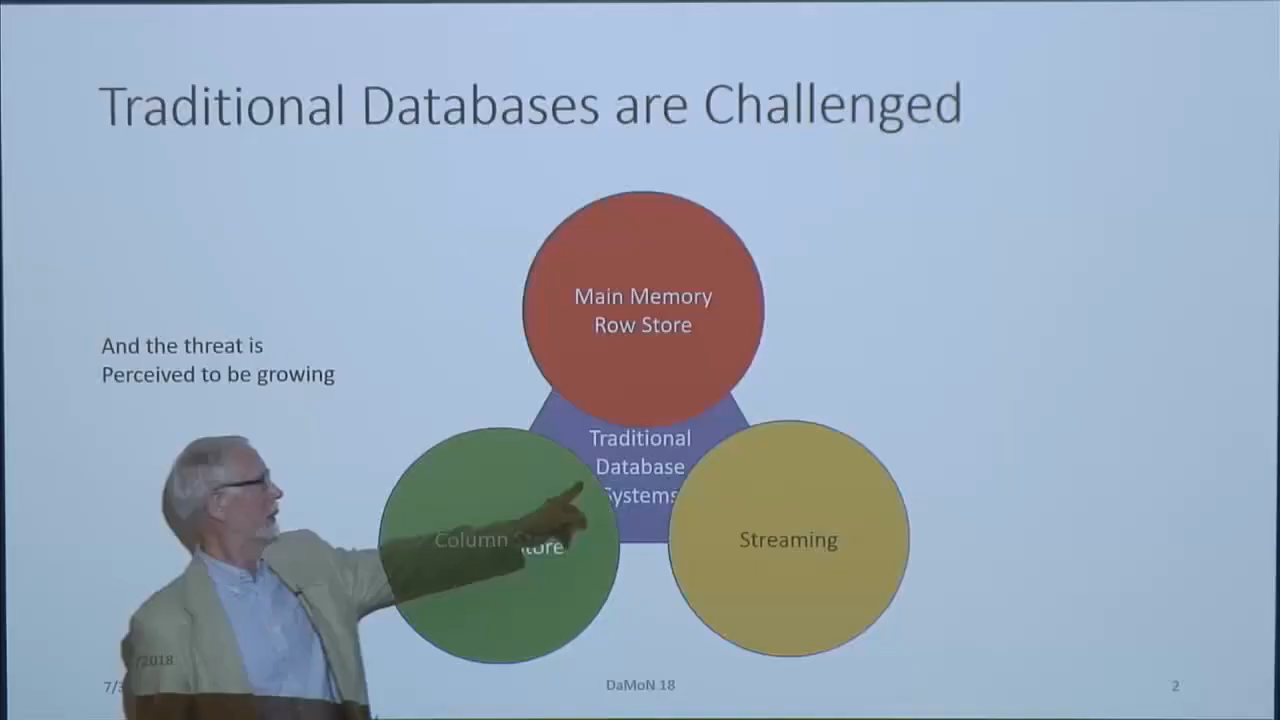 Traditional Databases are Challenged
Main Memory
Row Store
And the threat is
Perceived to be growing
Traditional
Database
Systems
Column Store
Streaming
/2018
7/3
DaMoN 18
2